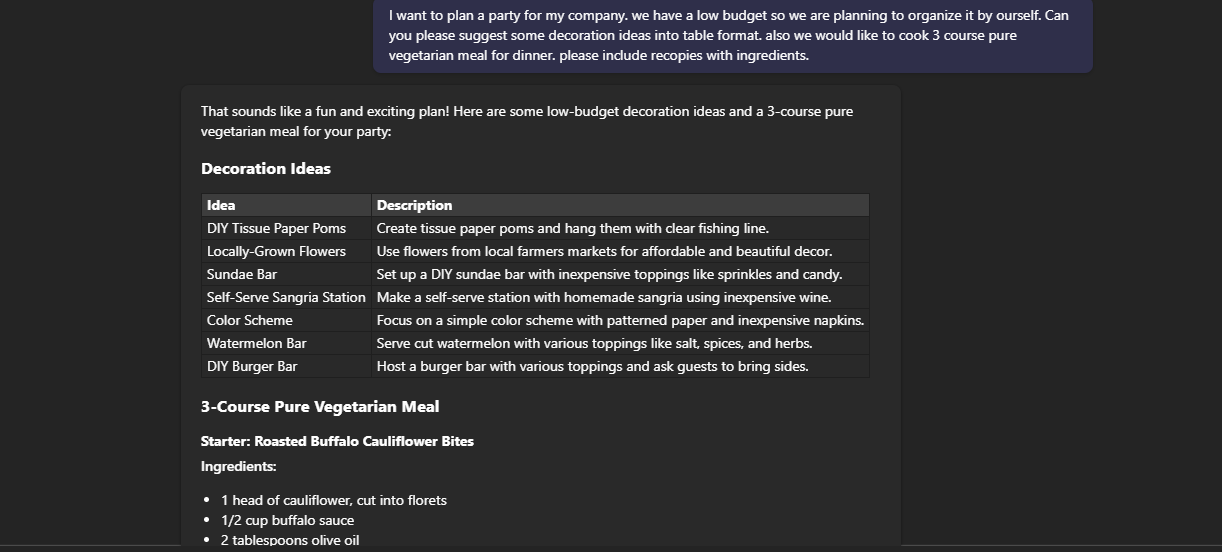 I want to plan a party for my company. we have a low budget so we are planning to organize it by ourself. Can
you please suggest some decoration ideas into table format. also we would like to cook 3 course pure
vegetarian meal for dinner. please include recopies with ingredients.
That sounds like a fun and exciting plan! Here are some low-budget decoration ideas and a 3-course pure
vegetarian meal for your party:
Decoration Ideas
Idea Description
DIY Tissue Paper Poms Create tissue paper poms and hang them with clear fishing line.
Locally-Grown Flowers Use flowers from local farmers markets for affordable and beautiful decor.
Sundae Bar Set up a DIY sundae bar with inexpensive toppings like sprinkles and candy.
Self-Serve Sangria Station Make a self-serve station with homemade sangria using inexpensive wine.
Color Scheme Focus on a simple color scheme with patterned paper and inexpensive napkins.
Watermelon Bar Serve cut watermelon with various toppings like salt, spices, and herbs.
DIY Burger Bar Host a burger bar with various toppings and ask guests to bring sides.
3-Course Pure Vegetarian Meal
Starter: Roasted Buffalo Cauliflower Bites
Ingredients:
• 1 head of cauliflower, cut into florets
• 1/2 cup buffalo sauce
• 2 tablespoons olive oil